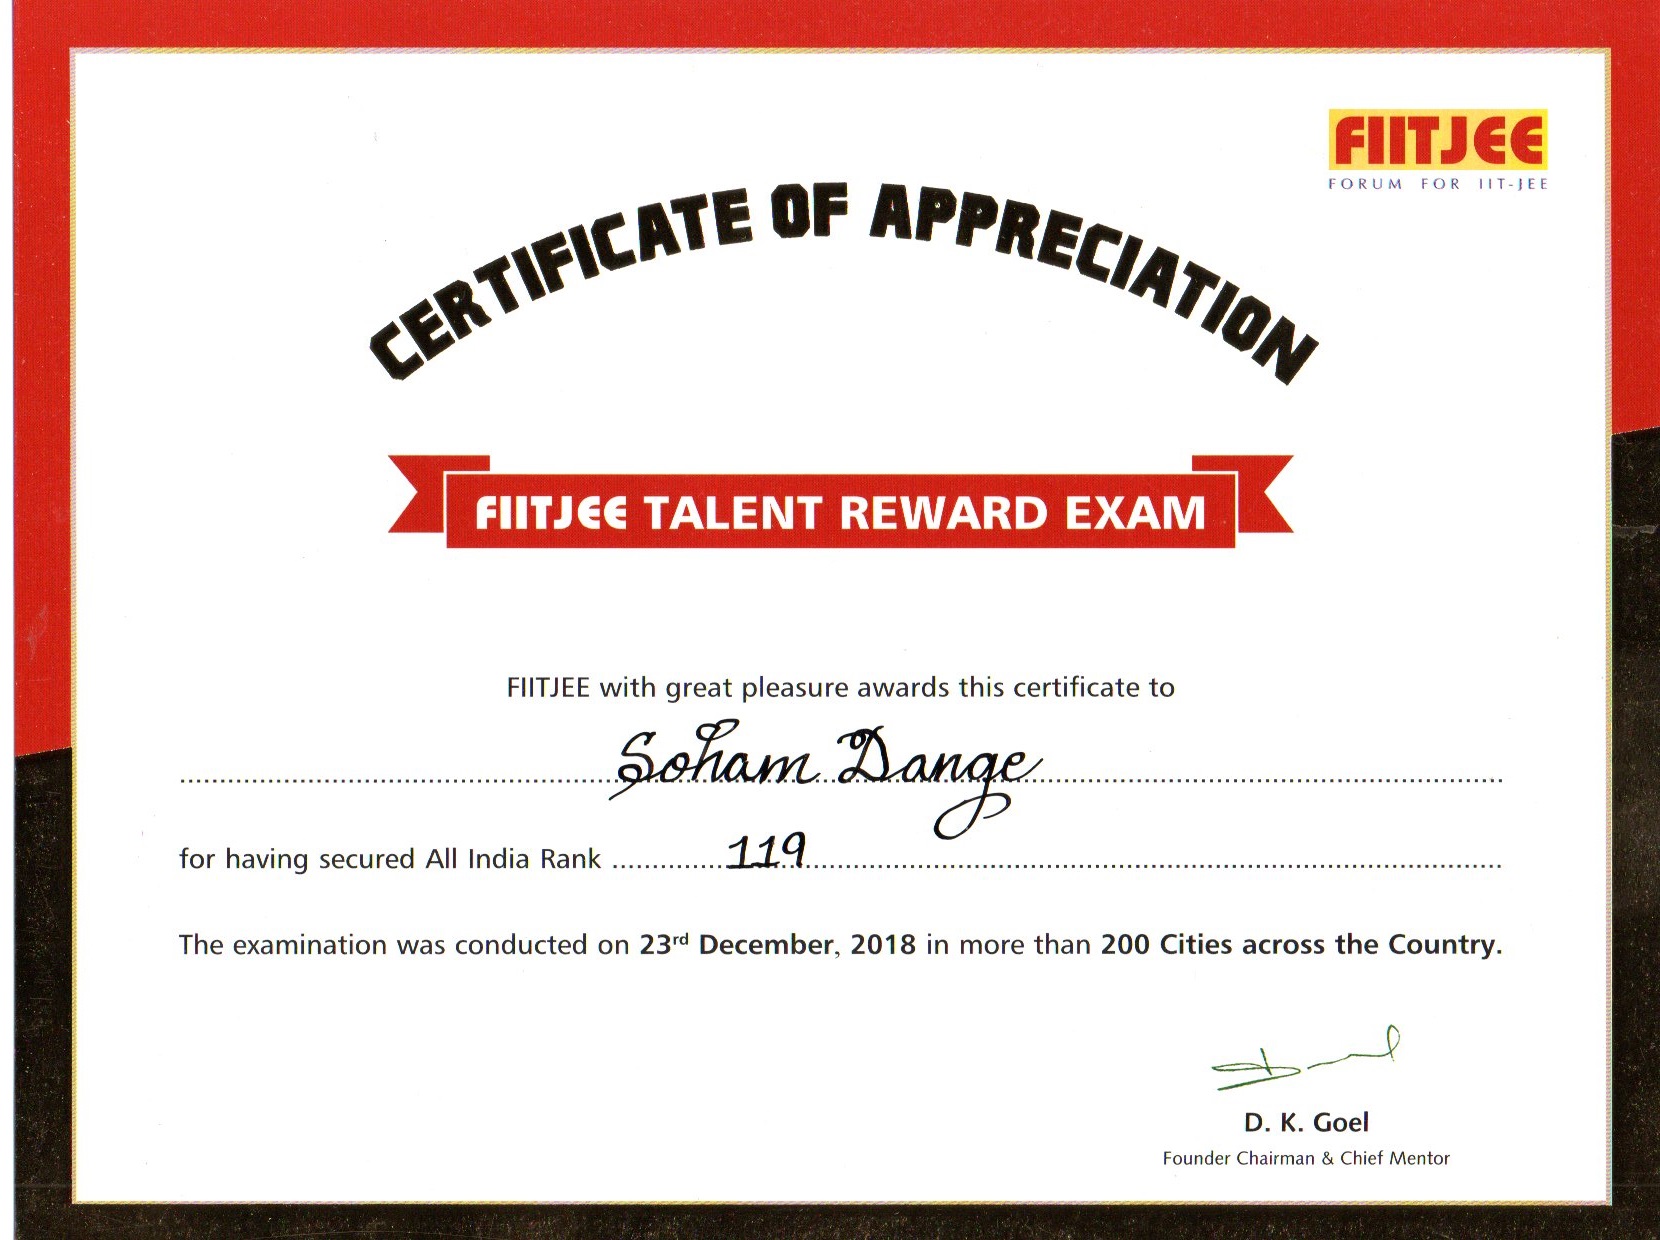 FIITJEE
FORUM FOR IIT-JEE
CERTIFICATE OF APPRECIATION
FIITJEE TALENT REWARD EXAM
FIITJEE with great pleasure awards this certificate to
Soham Dange
for having secured All India Rank 119
The examination was conducted on 23rd December, 2018 in more than 200 Cities across the Country.
D. K. Goel
Founder Chairman & Chief Mentor